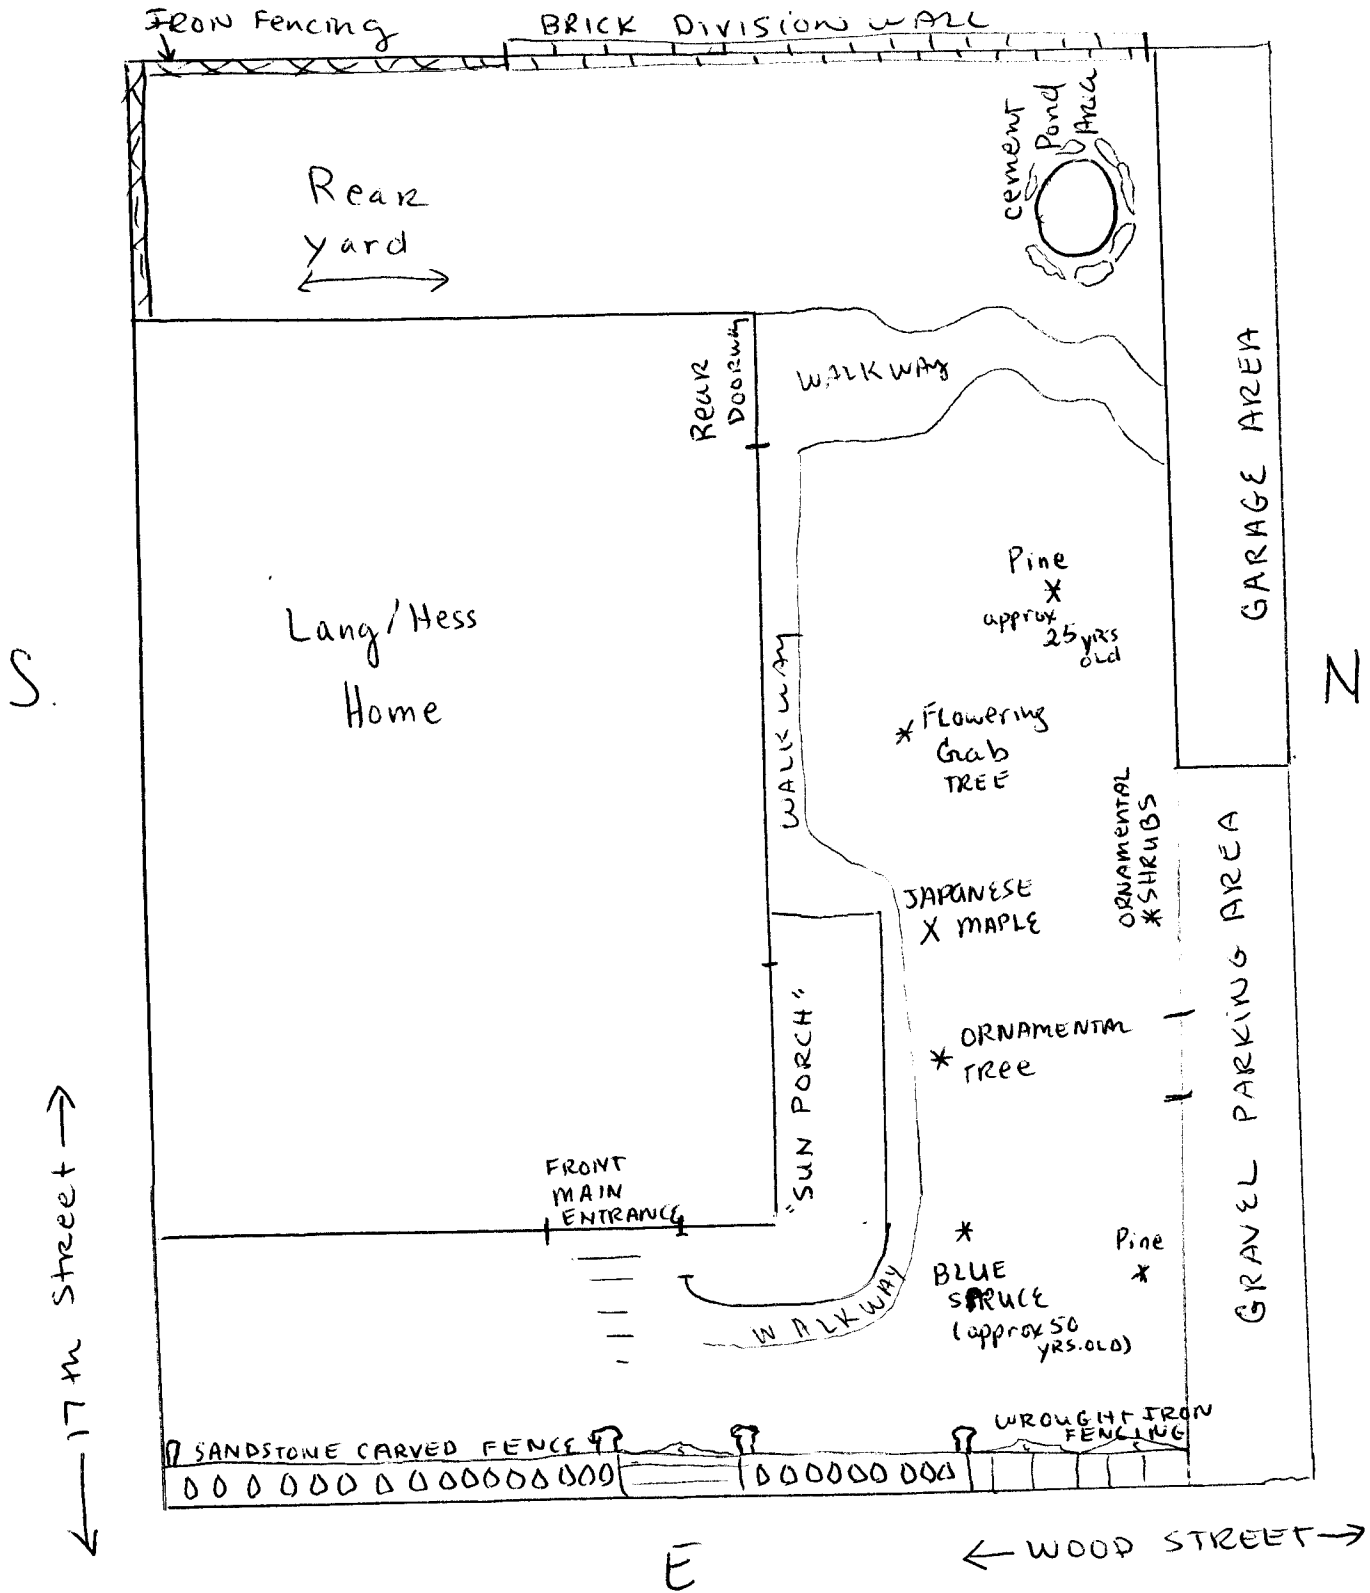 IRON Fencing
BRICK DIVISION WALL
cement
Pond
Area
Rear
yard
Rear
Doorway
WALKWAY
GARAGE AREA
Pine
approx
25 yrs
old
Lang/Hess
Home
S.
N
WALKWAY
FLowering
Crab
TREE
ORNAMENTAL
SHRUBS
JAPANESE
MAPLE
GRAVEL PARKING AREA
"SUN PORCH"
ORNAMENTAL
Tree
17th Street
FRONT
MAIN
ENTRANCE
WALKWAY
BLUE
SPRUCE
(approx 50
YRS. OLD)
Pine
SANDSTONE CARVED FENCE
WROUGHT IRON
FENCING
E
WOOD STREET